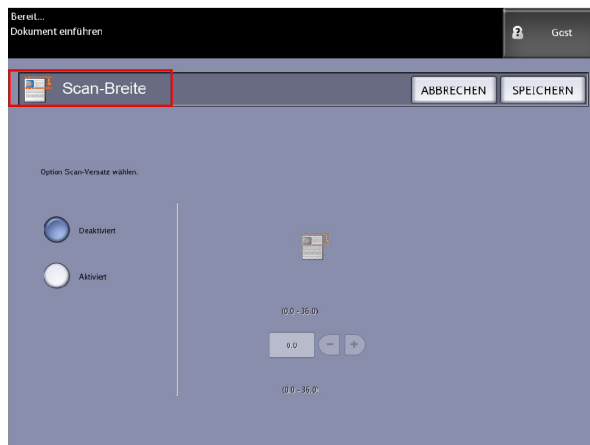 Bereit...
Dokument einführen
Gast
Scan-Breite
ABBRECHEN
SPEICHERN
Option Scan-Versatz wählen.
Deaktiviert
Aktiviert
(0.0 - 36.0)
0.0
- +
(0.0 - 36.0)